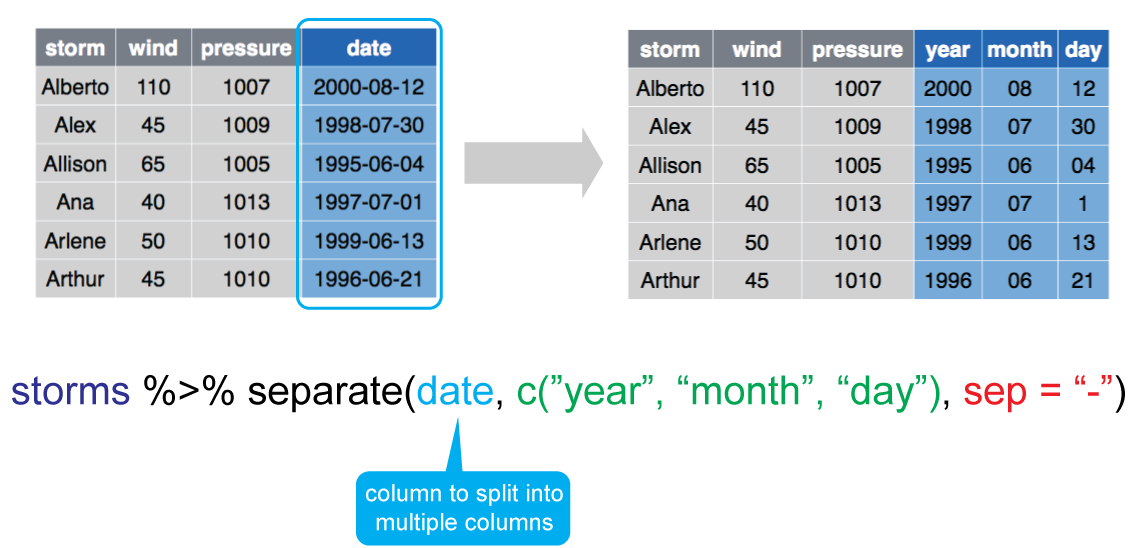 storm wind pressure date
Alberto 110 1007 2000-08-12
Alex 45 1009 1998-07-30
Allison 65 1005 1995-06-04
Ana 40 1013 1997-07-01
Arlene 50 1010 1999-06-13
Arthur 45 1010 1996-06-21
storm wind pressure year month day
Alberto 110 1007 2000 08 12
Alex 45 1009 1998 07 30
Allison 65 1005 1995 06 04
Ana 40 1013 1997 07 1
Arlene 50 1010 1999 06 13
Arthur 45 1010 1996 06 21
storms %>% separate(date, c(”year”, “month”, “day”), sep = “-”)
column to split into
multiple columns